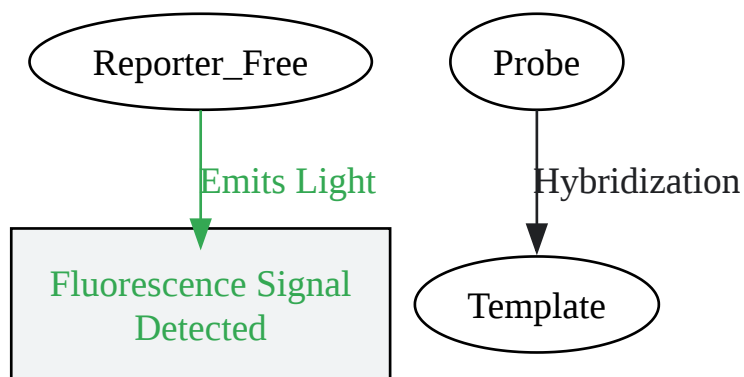 Reporter_Free
Probe
Emits Light
Hybridization
Fluorescence Signal
Detected
Template